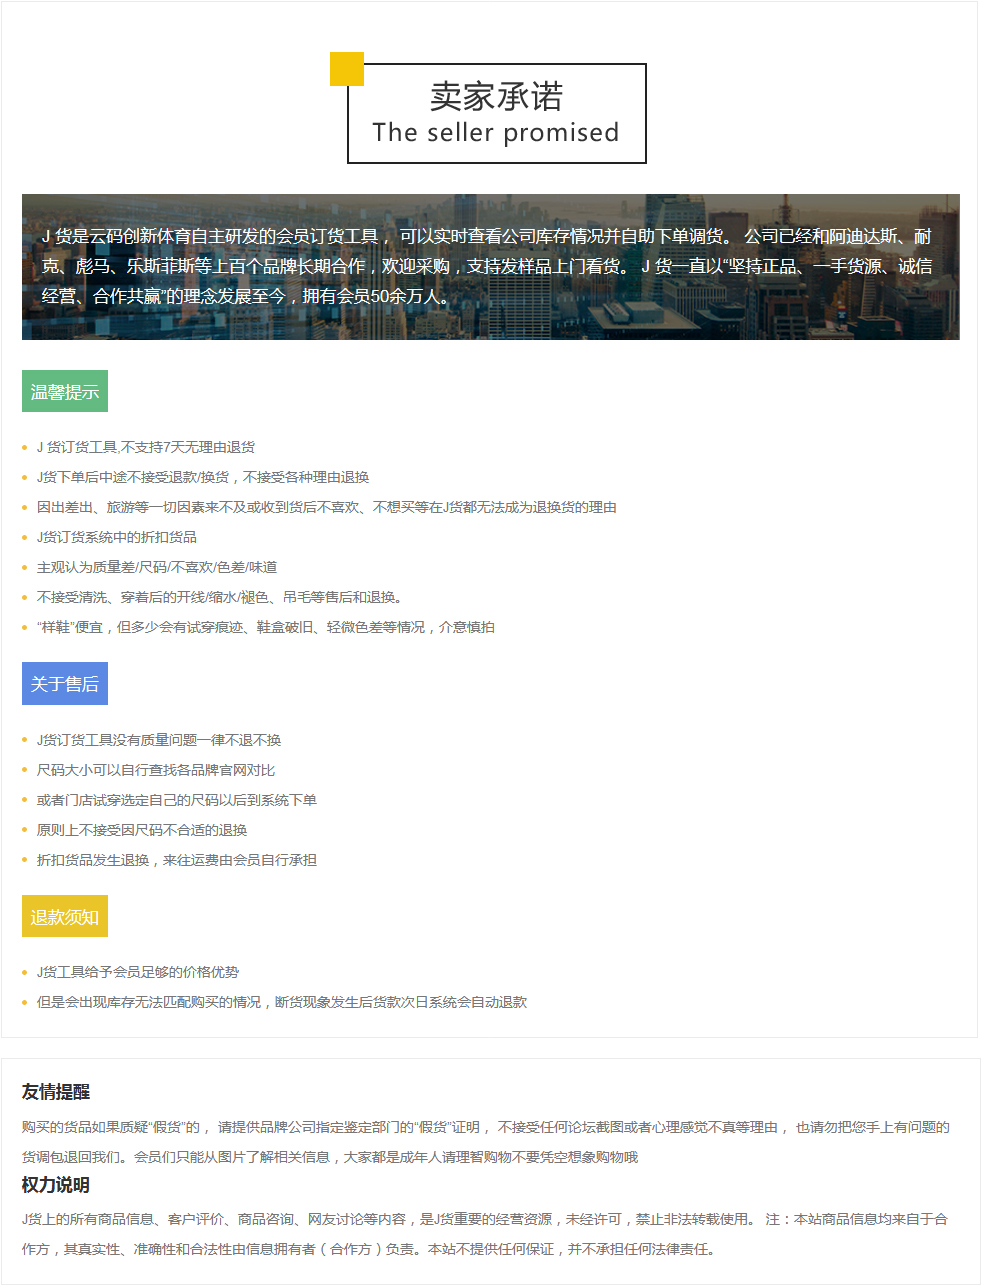 卖家承诺
The seller promised
J 货是云码创新体育自主研发的会员订货工具， 可以实时查看公司库存情况并自助下单调货。 公司已经和阿迪达斯、耐
克、彪马、乐斯菲斯等上百个品牌长期合作，欢迎采购，支持发样品上门看货。 J 货一直以“坚持正品、一手货源、诚信
经营、合作共赢”的理念发展至今，拥有会员50余万人。
温馨提示
J 货订货工具,不支持7天无理由退货
J货下单后中途不接受退款/换货，不接受各种理由退换
因出差出、旅游等一切因素来不及或收到货后不喜欢、不想买等在J货都无法成为退换货的理由
J货订货系统中的折扣货品
主观认为质量差/尺码/不喜欢/色差/味道
不接受清洗、穿着后的开线/缩水/褪色、吊毛等售后和退换。
“样鞋”便宜，但多少会有试穿痕迹、鞋盒破旧、轻微色差等情况，介意慎拍
关于售后
J货订货工具没有质量问题一律不退不换
尺码大小可以自行查找各品牌官网对比
或者门店试穿选定自己的尺码以后到系统下单
原则上不接受因尺码不合适的退换
折扣货品发生退换，来往运费由会员自行承担
退款须知
J货工具给予会员足够的价格优势
但是会出现库存无法匹配购买的情况，断货现象发生后货款次日系统会自动退款
友情提醒
购买的货品如果质疑“假货”的， 请提供品牌公司指定鉴定部门的“假货”证明， 不接受任何论坛截图或者心理感觉不真等理由， 也请勿把您手上有问题的
货调包退回我们。会员们只能从图片了解相关信息，大家都是成年人请理智购物不要凭空想象购物哦
权力说明
J货上的所有商品信息、客户评价、商品咨询、网友讨论等内容，是J货重要的经营资源，未经许可，禁止非法转载使用。 注：本站商品信息均来自于合
作方，其真实性、准确性和合法性由信息拥有者（合作方）负责。本站不提供任何保证，并不承担任何法律责任。